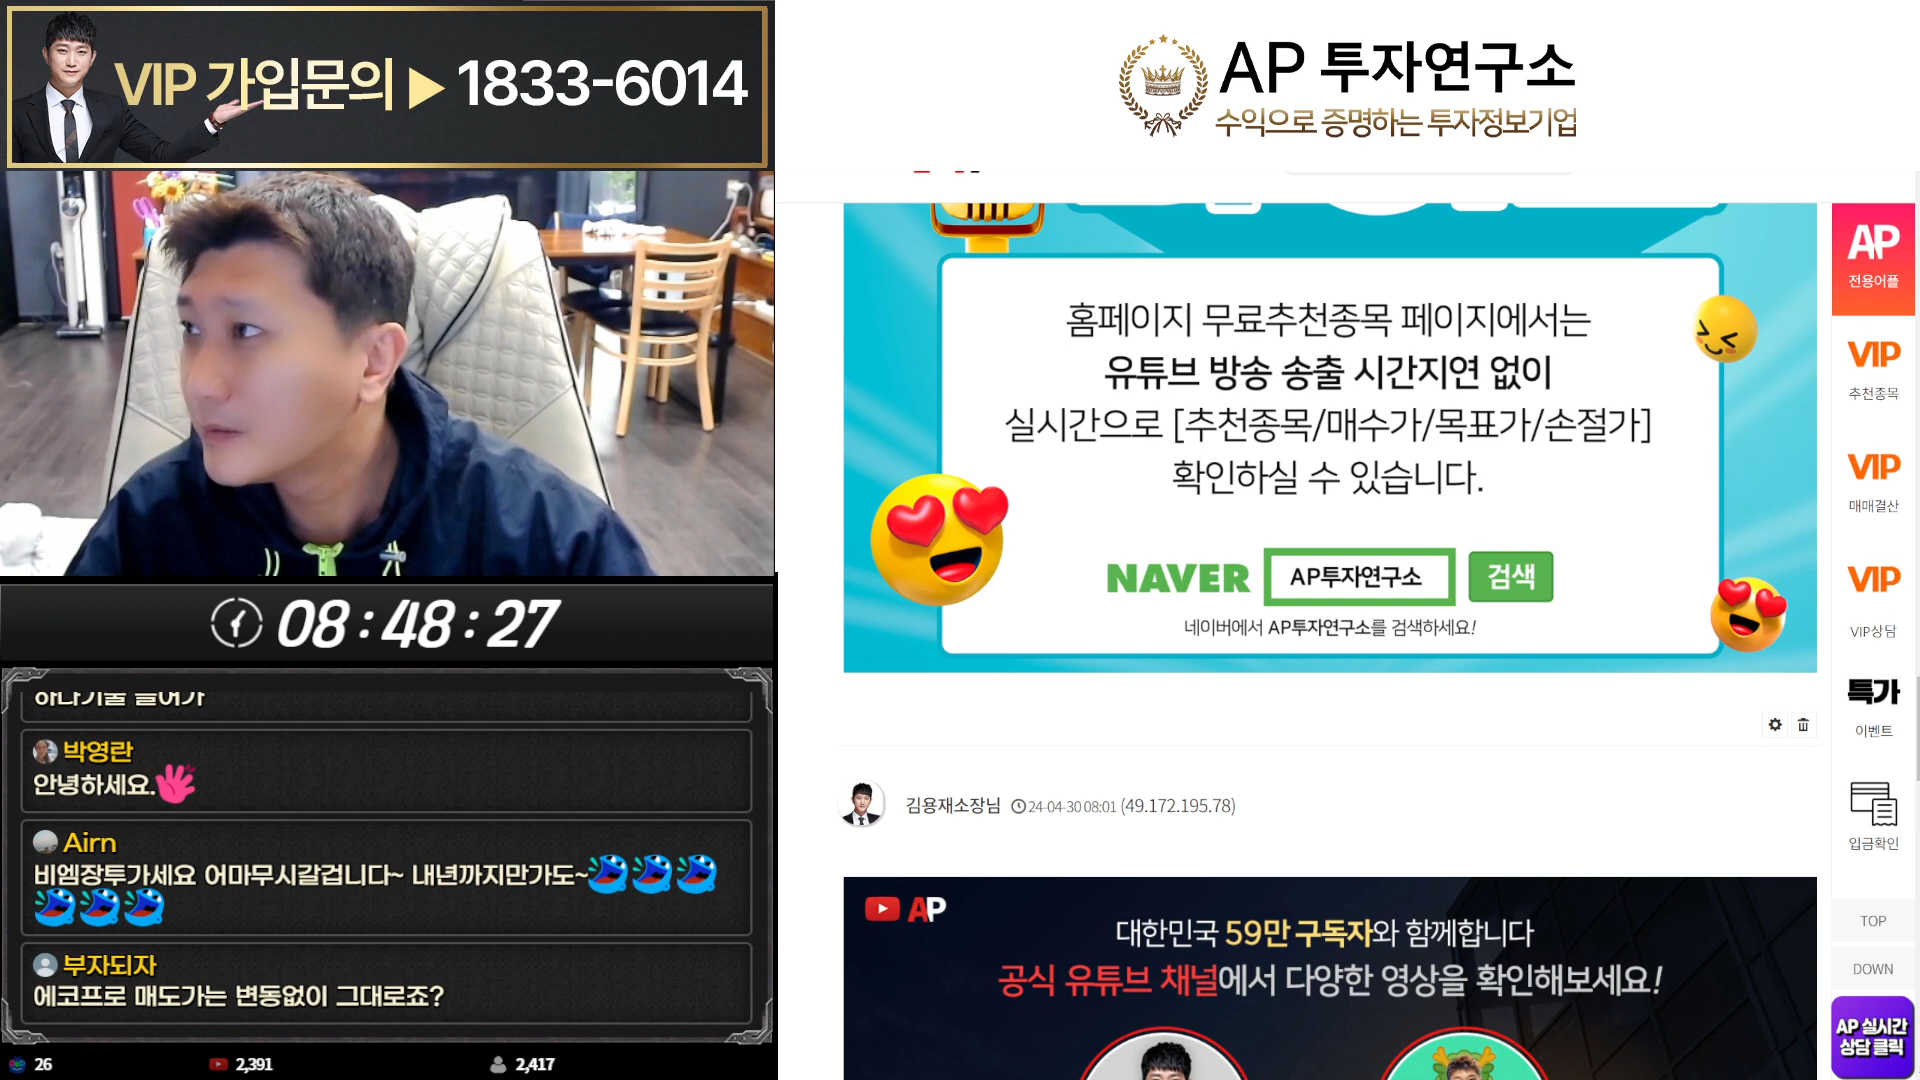 VIP 가입문의 ▶ 1833-6014
AP 투자연구소
수익으로 증명하는 투자정보기업
홈페이지 무료추천종목 페이지에서는
유튜브 방송 송출 시간지연 없이
실시간으로 [추천종목/매수가/목표가/손절가]
확인하실 수 있습니다.
NAVER AP투자연구소 검색
네이버에서 AP투자연구소를 검색하세요!
AP
전용어플
VIP
추천종목
VIP
매매결산
VIP
VIP상담
특가
이벤트
입금확인
TOP
DOWN
AP 실시간
상담 클릭
김용재소장님 24-04-30 08:01 (49.172.195.78)
AP
대한민국 59만 구독자와 함께합니다
공식 유튜브 채널에서 다양한 영상을 확인해보세요!
08:48:27
하나기술 들어가
박영란
안녕하세요.
Airn
비엠장투가세요 어마무시갈겁니다~ 내년까지만가도~
부자되자
에코프로 매도가는 변동없이 그대로죠?
26 2,391 2,417